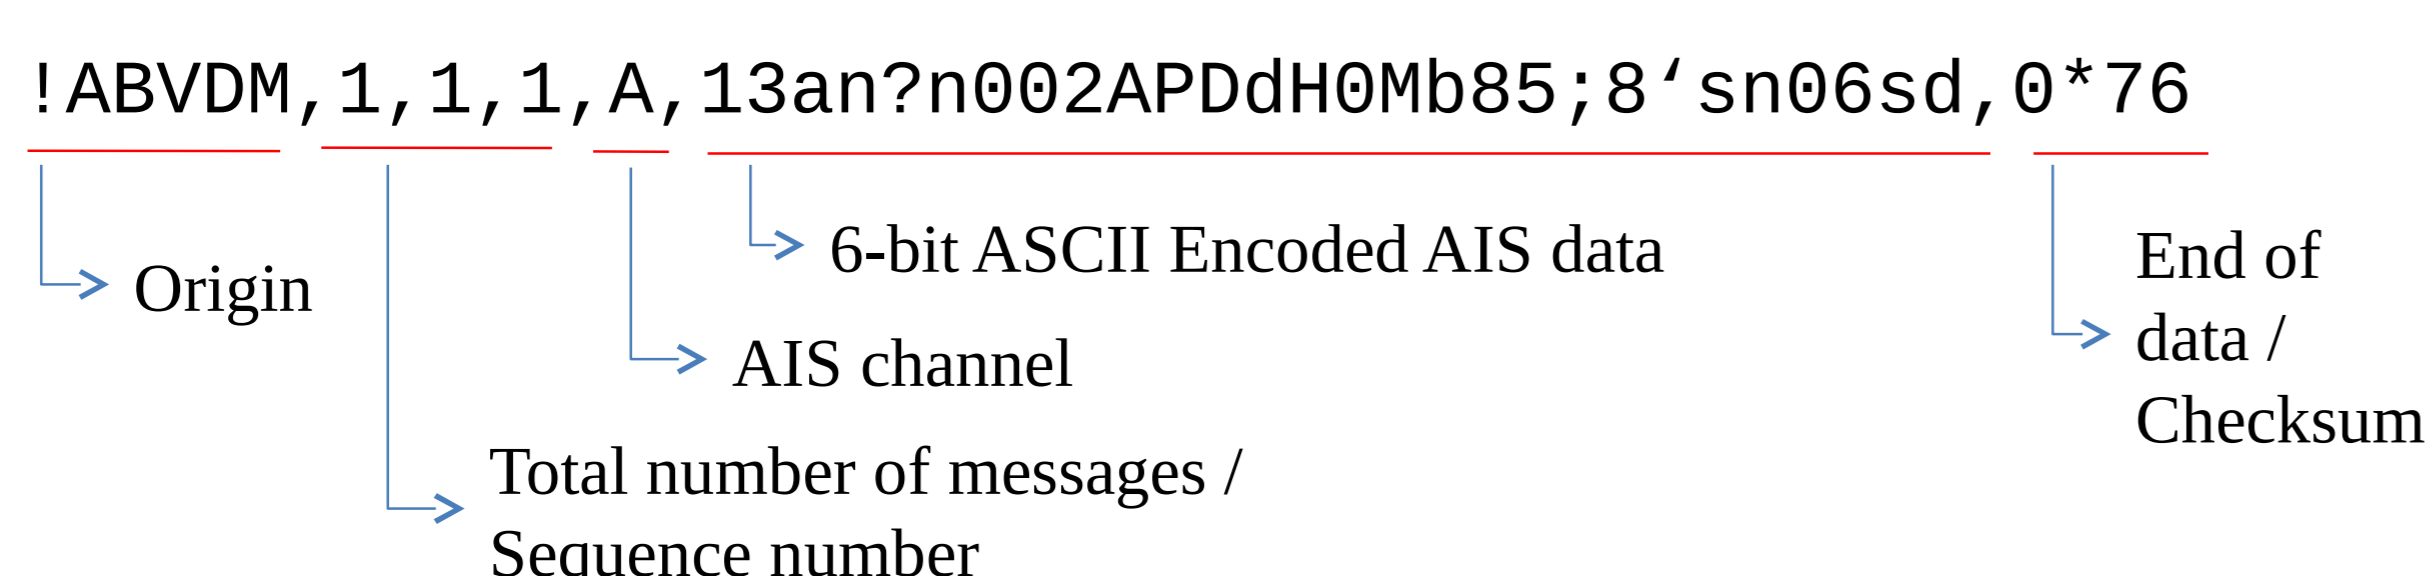 !ABVDM,1,1,1,A,13an?n002APDdH0Mb85;8‘sn06sd,0*76
Origin
6-bit ASCII Encoded AIS data
AIS channel
Total number of messages /
Sequence number
End of
data /
Checksum